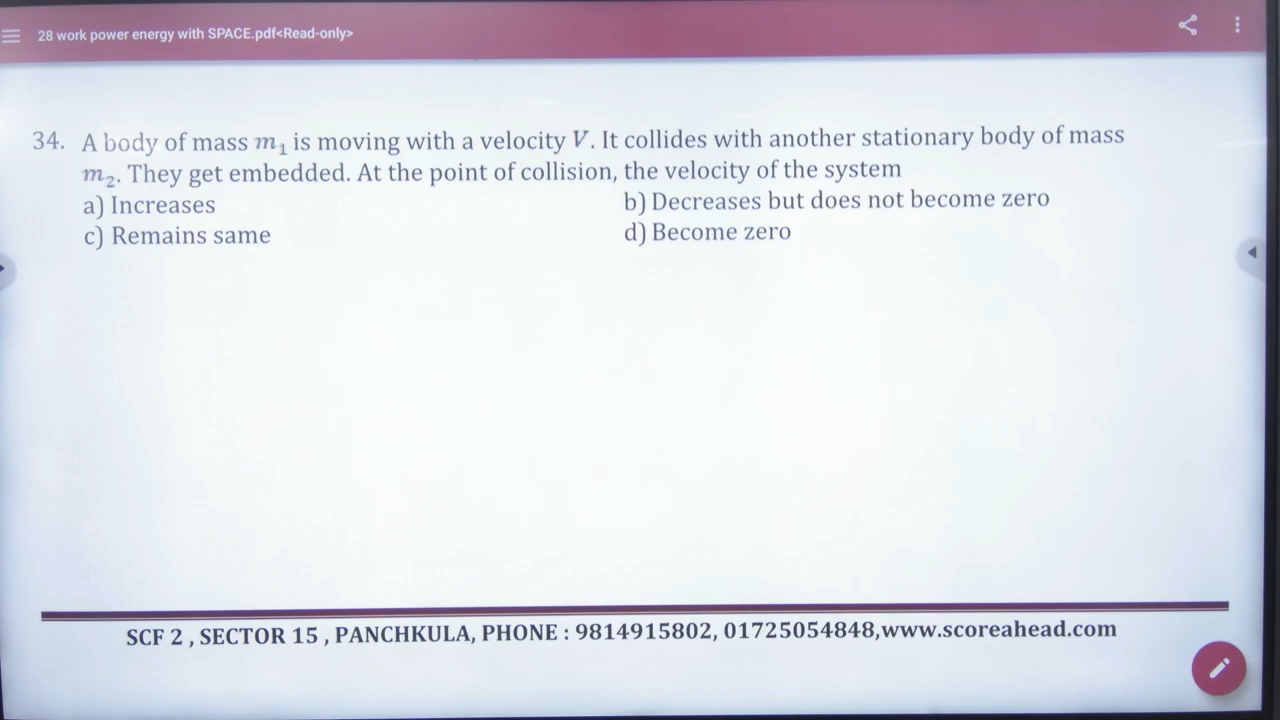 28 work power energy with SPACE.pdf<Read-only>
34. A body of mass m₁ is moving with a velocity V. It collides with another stationary body of mass
m₂. They get embedded. At the point of collision, the velocity of the system
a) Increases b) Decreases but does not become zero
c) Remains same d) Become zero
SCF 2 , SECTOR 15 , PANCHKULA, PHONE : 9814915802, 01725054848,www.scoreahead.com